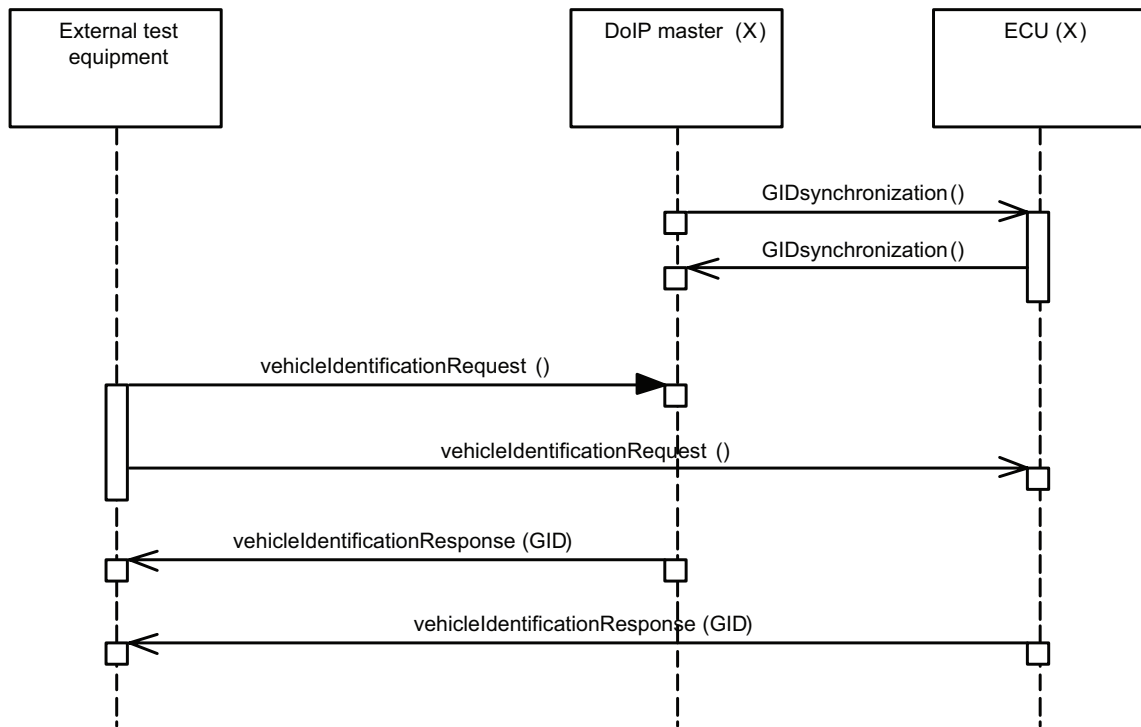 External test
equipment
DoIP master (X)
ECU (X)
GIDsynchronization()
GIDsynchronization()
vehicleIdentificationRequest ()
vehicleIdentificationRequest ()
vehicleIdentificationResponse (GID)
vehicleIdentificationResponse (GID)